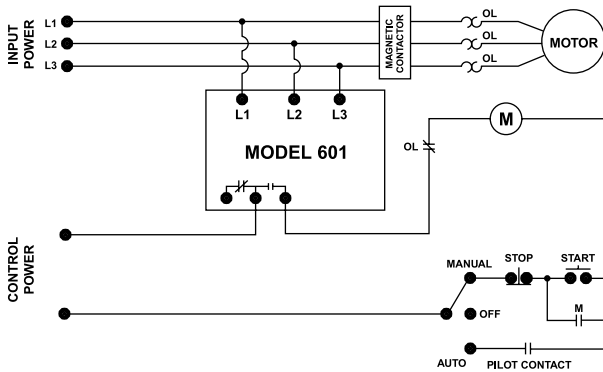 INPUT
POWER
L1
L2
L3
MAGNETIC
CONTACTOR
OL
OL
OL
MOTOR
L1
L2
L3
MODEL 601
OL
M
CONTROL
POWER
MANUAL
STOP
START
OFF
M
AUTO
PILOT CONTACT